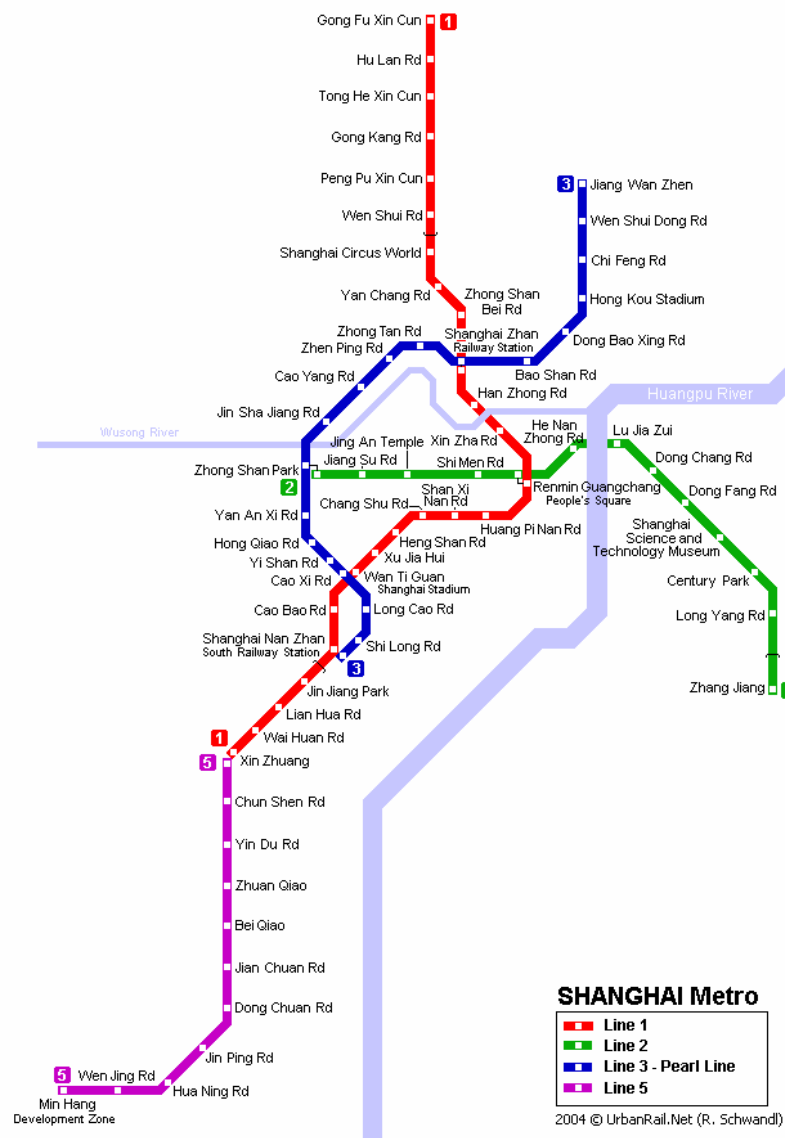 Gong Fu Xin Cun
1
Hu Lan Rd
Tong He Xin Cun
Gong Kang Rd
Peng Pu Xin Cun
3
Jiang Wan Zhen
Wen Shui Rd
Wen Shui Dong Rd
Shanghai Circus World
Chi Feng Rd
Yan Chang Rd
Zhong Shan
Bei Rd
Hong Kou Stadium
Zhong Tan Rd
Shanghai Zhan
Railway Station
Dong Bao Xing Rd
Zhen Ping Rd
Bao Shan Rd
Cao Yang Rd
Han Zhong Rd
Huangpu River
Jin Sha Jiang Rd
Wusong River
Jing An Temple
Xin Zha Rd
He Nan
Zhong Rd
Lu Jia Zui
Jiang Su Rd
Shi Men Rd
Dong Chang Rd
Zhong Shan Park
2
Shan Xi
Nan Rd
Renmin Guangchang
People's Square
Dong Fang Rd
Chang Shu Rd
Yan An Xi Rd
Huang Pi Nan Rd
Shanghai
Science and
Technology Museum
Hong Qiao Rd
Heng Shan Rd
Yi Shan Rd
Xu Jia Hui
Cao Xi Rd
Wan Ti Guan
Shanghai Stadium
Century Park
Cao Bao Rd
Long Cao Rd
Long Yang Rd
Shanghai Nan Zhan
South Railway Station
Shi Long Rd
3
Jin Jiang Park
Zhang Jiang
Lian Hua Rd
1
Wai Huan Rd
5
Xin Zhuang
Chun Shen Rd
Yin Du Rd
Zhuan Qiao
Bei Qiao
Jian Chuan Rd
Dong Chuan Rd
Jin Ping Rd
5
Wen Jing Rd
Hua Ning Rd
Min Hang
Development Zone
SHANGHAI Metro
Line 1
Line 2
Line 3 - Pearl Line
Line 5
2004 © UrbanRail.Net (R. Schwandl)